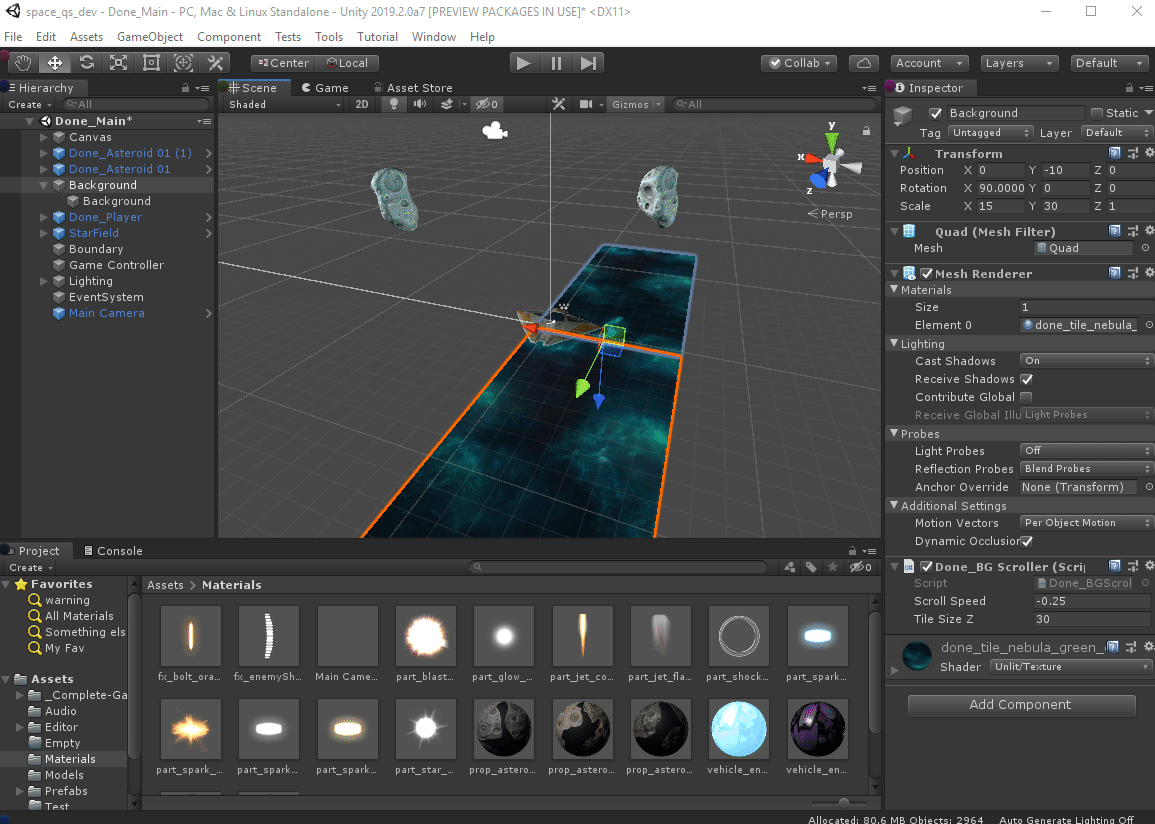 space_qs_dev - Done_Main - PC, Mac & Linux Standalone - Unity 2019.2.0a7 [PREVIEW PACKAGES IN USE]* <DX11>
File Edit Assets GameObject Component Tests Tools Tutorial Window Help
Center Local Collab Account Layers Default
Hierarchy
Create All
Done_Main*
Canvas
Done_Asteroid 01 (1)
Done_Asteroid 01
Background
Background
Done_Player
StarField
Boundary
Game Controller
Lighting
EventSystem
Main Camera
Scene Game Asset Store
Shaded 2D 0 Gizmos All
y
x
z
Persp
Inspector
Background Static
Tag Untagged Layer Default
Transform
Position X 0 Y -10 Z 0
Rotation X 90.0000 Y 0 Z 0
Scale X 15 Y 30 Z 1
Quad (Mesh Filter)
Mesh Quad
Mesh Renderer
Materials
Size 1
Element 0 done_tile_nebula_
Lighting
Cast Shadows On
Receive Shadows
Contribute Global
Receive Global Illu Light Probes
Probes
Light Probes Off
Reflection Probes Blend Probes
Anchor Override None (Transform)
Additional Settings
Motion Vectors Per Object Motion
Dynamic Occlusion
Done_BG Scroller (Scrip
Script Done_BGScrol
Scroll Speed -0.25
Tile Size Z 30
done_tile_nebula_green_
Shader Unlit/Texture
Add Component
Project Console
Create 0
Favorites
warning
All Materials
Something els
My Fav
Assets
_Complete-Ga
Audio
Editor
Empty
Materials
Models
Prefabs
Test
Assets > Materials
fx_bolt_ora... fx_enemySh... Main Came... part_blast... part_glow_... part_jet_co... part_jet_fla... part_shock... part_spark...
part_spark_... part_spark... part_spark... part_star_... prop_astero... prop_astero... prop_astero... vehicle_en... vehicle_en...
Allocated: 80.6 MB Objects: 2964 Auto Generate Lighting Off